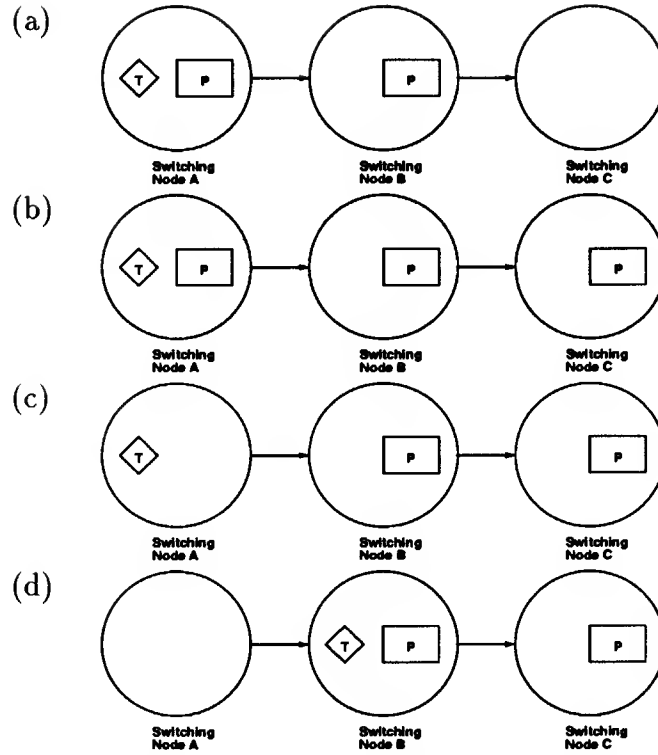 (a)
T P P
Switching Switching Switching
Node A Node B Node C
(b)
T P P P
Switching Switching Switching
Node A Node B Node C
(c)
T P P
Switching Switching Switching
Node A Node B Node C
(d)
T P P
Switching Switching Switching
Node A Node B Node C